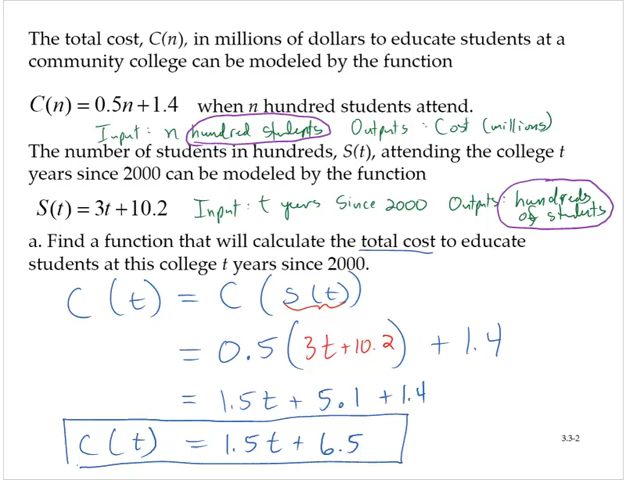 The total cost, C(n), in millions of dollars to educate students at a
community college can be modeled by the function
C(n) = 0.5n + 1.4 when n hundred students attend.
Input: n hundred students Outputs: Cost (millions)
The number of students in hundreds, S(t), attending the college t
years since 2000 can be modeled by the function
S(t) = 3t + 10.2 Input: t years since 2000 Outputs: hundreds
of students
a. Find a function that will calculate the total cost to educate
students at this college t years since 2000.
C(t) = C(S(t))
= 0.5(3t+10.2) + 1.4
= 1.5t + 5.1 + 1.4
C(t) = 1.5t + 6.5
3.3-2